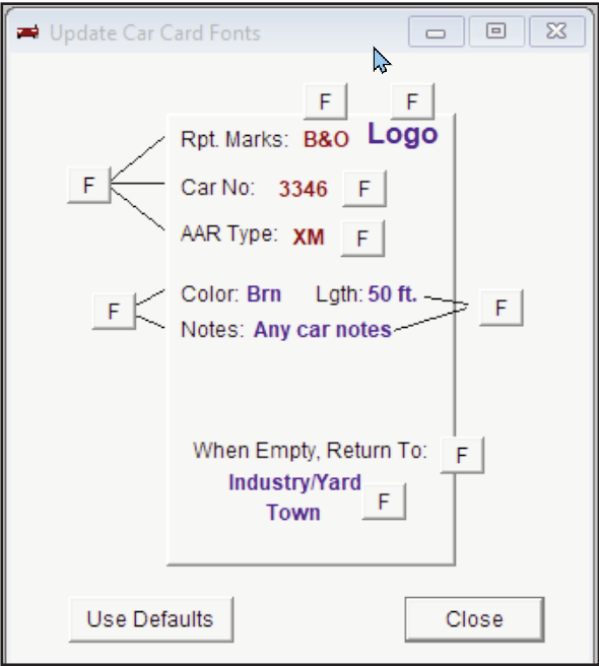 Update Car Card Fonts
F F
Rpt. Marks: B&O Logo
F Car No: 3346 F
AAR Type: XM F
Color: Brn Lgth: 50 ft. F
F
Notes: Any car notes
When Empty, Return To: F
Industry/Yard
F
Town
Use Defaults Close